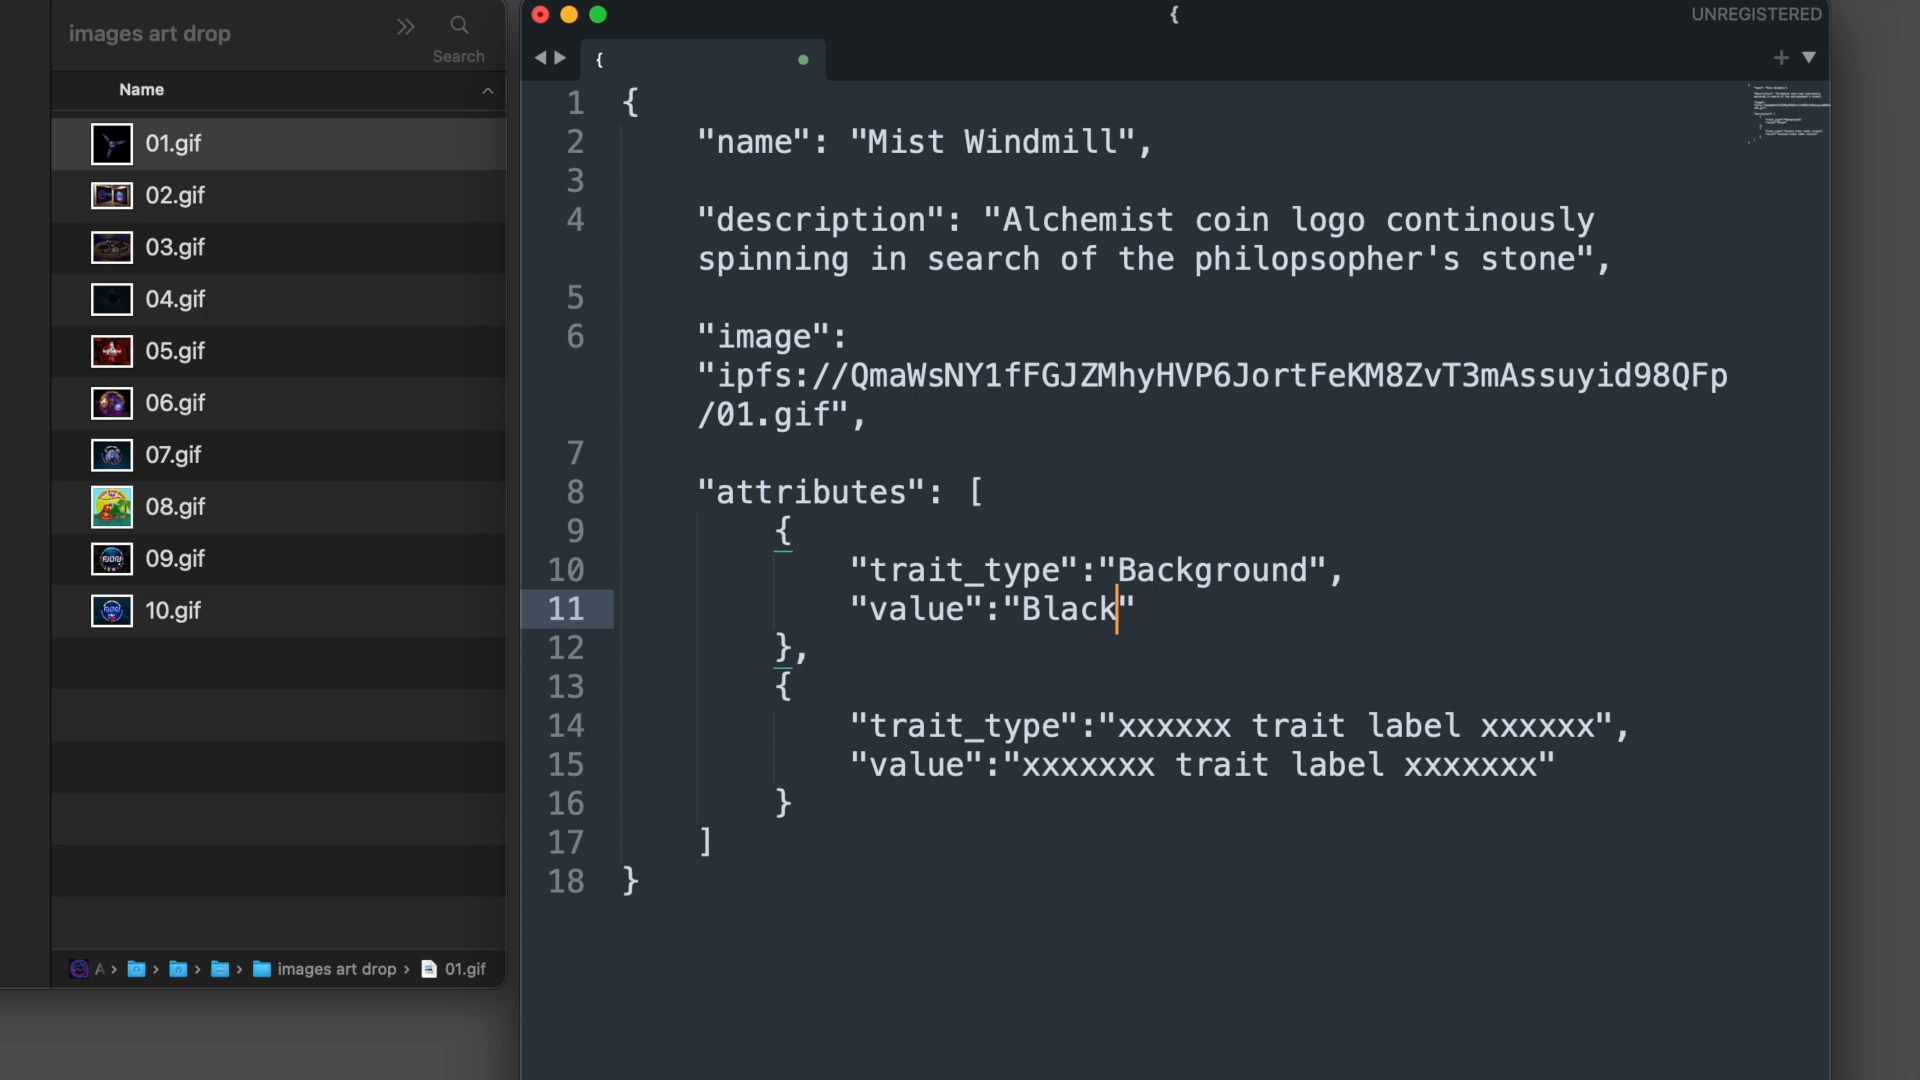 images art drop
Search
Name
01.gif
02.gif
03.gif
04.gif
05.gif
06.gif
07.gif
08.gif
09.gif
10.gif
A > > > > images art drop > 01.gif
{
UNREGISTERED
{
1 {
2 "name": "Mist Windmill",
3
4 "description": "Alchemist coin logo continously
spinning in search of the philopsopher's stone",
5
6 "image":
"ipfs://QmaWsNY1fFGJZMhyHVP6JortFeKM8ZvT3mAssuyid98QFp
/01.gif",
7
8 "attributes": [
9 {
10 "trait_type":"Background",
11 "value":"Black"
12 },
13 {
14 "trait_type":"xxxxxx trait label xxxxxx",
15 "value":"xxxxxxx trait label xxxxxxx"
16 }
17 ]
18 }